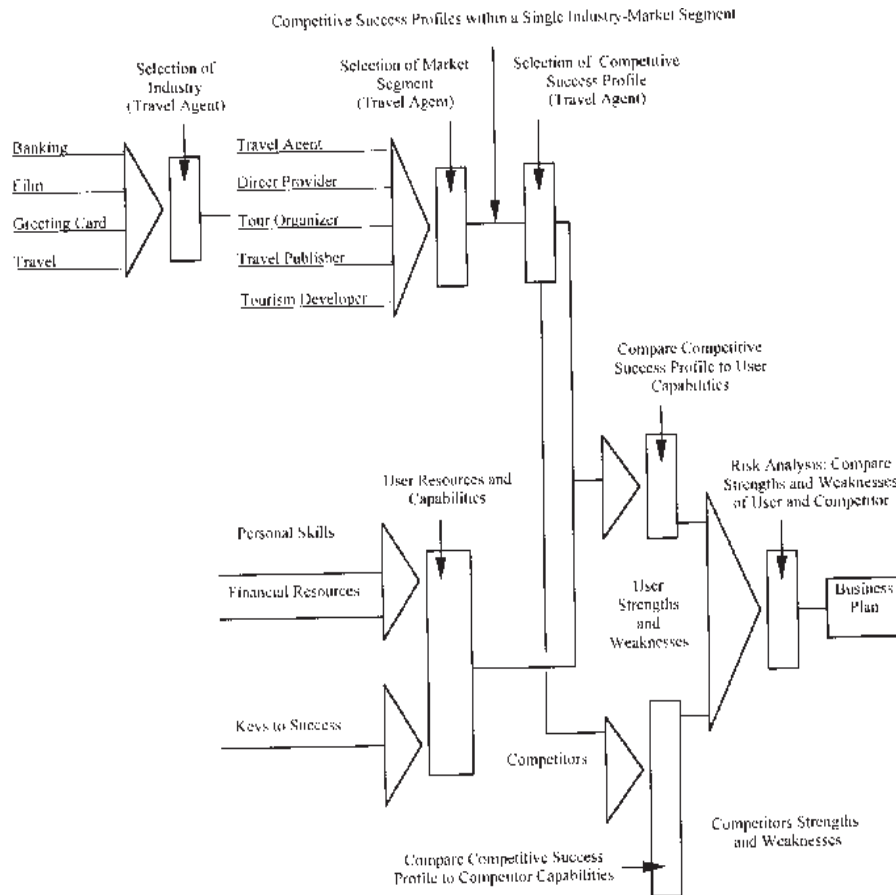 Competitive Success Profiles within a Single Industry-Market Segment
Selection of
Industry
(Travel Agent)
Selection of Market
Segment
(Travel Agent)
Selection of Competitive
Success Profile
(Travel Agent)
Banking
Film
Greeting Card
Travel
Travel Agent
Direct Provider
Tour Organizer
Travel Publisher
Tourism Developer
Compare Competitive
Success Profile to User
Capabilities
Risk Analysis: Compare
Strengths and Weaknesses
of User and Competitor
User Resources and
Capabilities
Personal Skills
Financial Resources
User
Strengths
and
Weaknesses
Business
Plan
Keys to Success
Competitors
Competitors Strengths
and Weaknesses
Compare Competitive Success
Profile to Competitor Capabilities